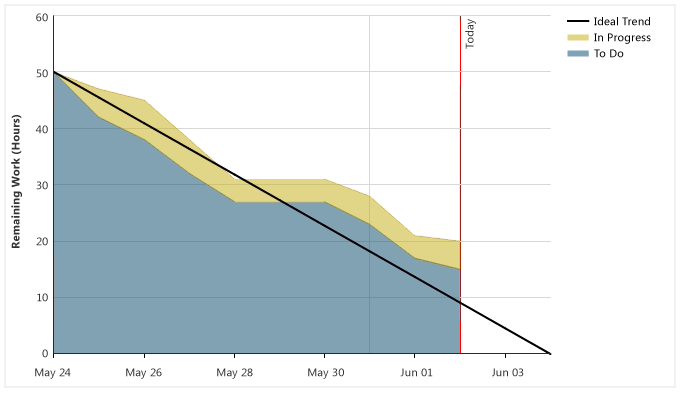 60
50
40
30
20
10
0
Remaining Work (Hours)
May 24
May 26
May 28
May 30
Jun 01
Jun 03
Today
Ideal Trend
In Progress
To Do